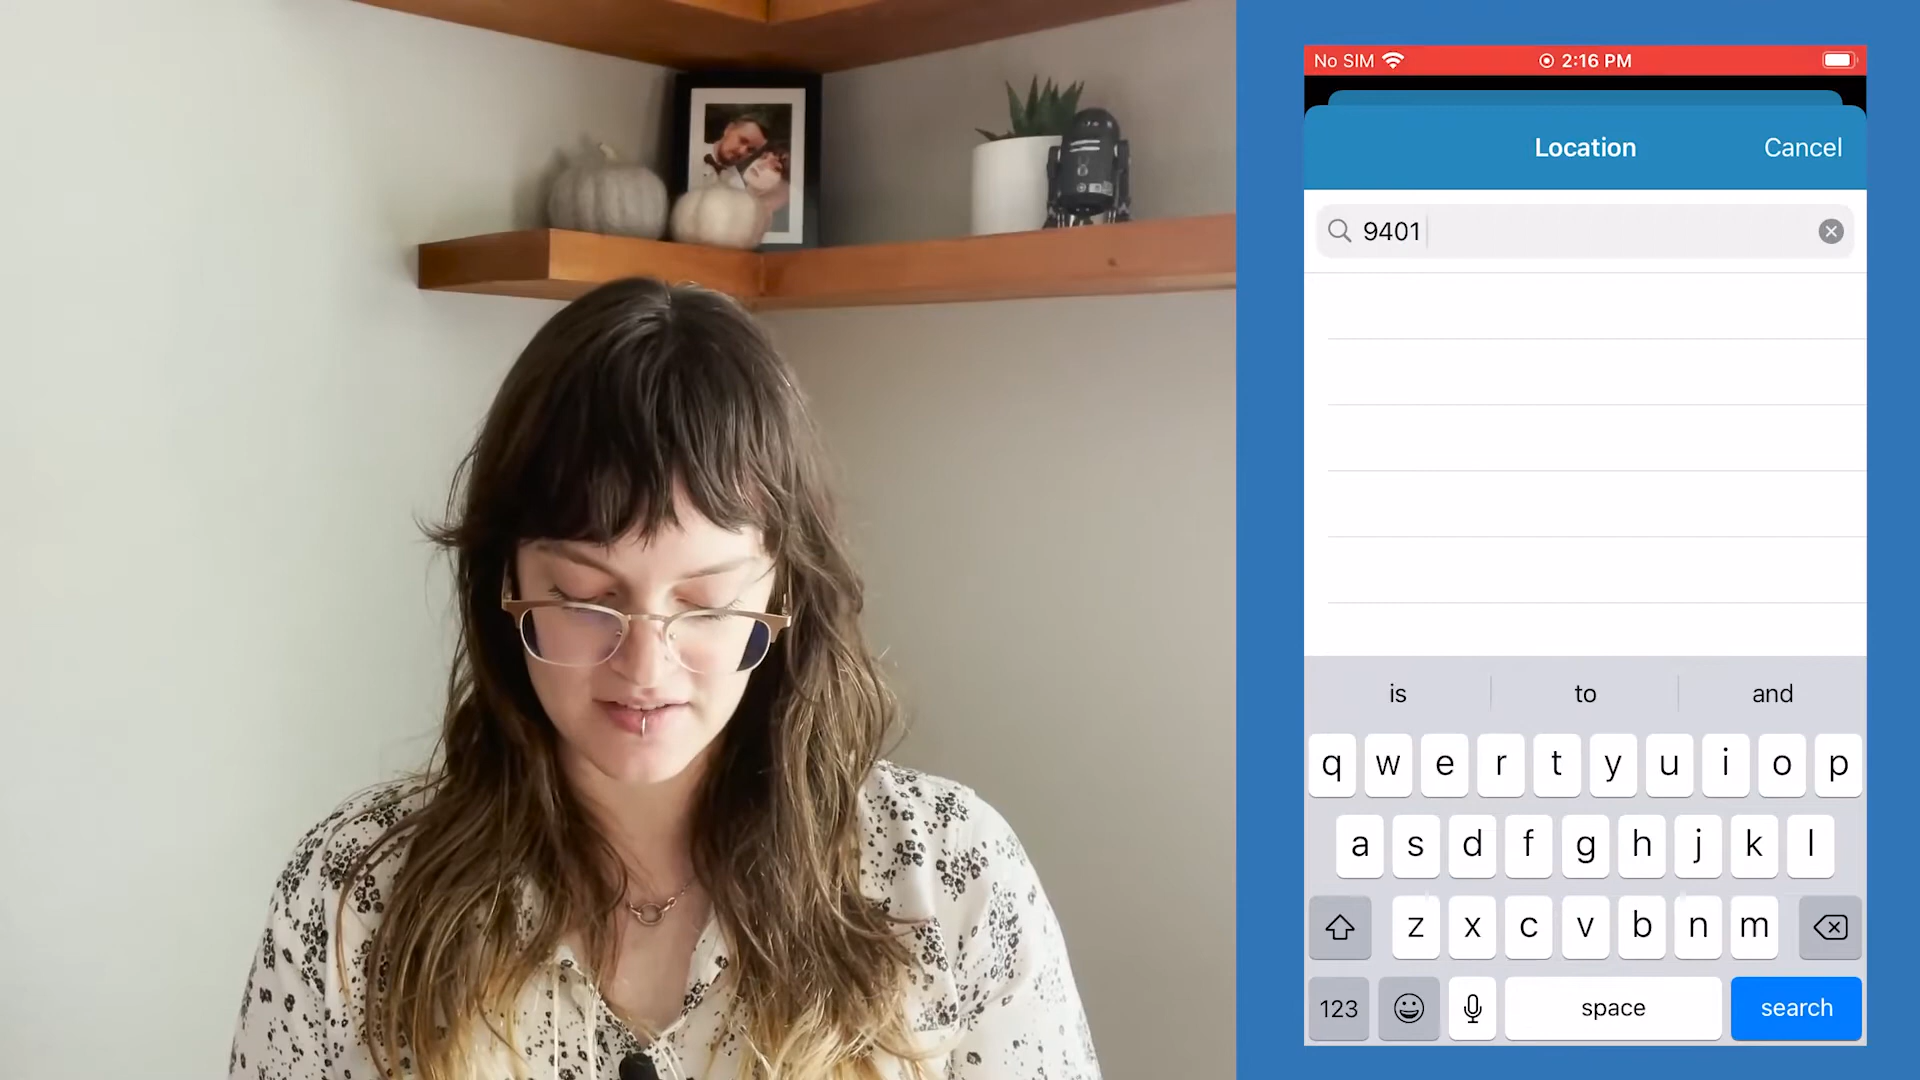 No SIM 2:16 PM
Location Cancel
9401
is to and
q w e r t y u i o p
a s d f g h j k l
z x c v b n m
123 space search